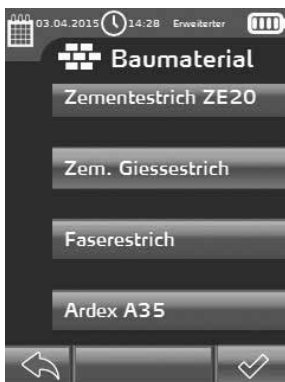 03.04.2015 14:28 Erweiterter
Baumaterial
Zementestrich ZE20
Zem. Giessestrich
Faserestrich
Ardex A35